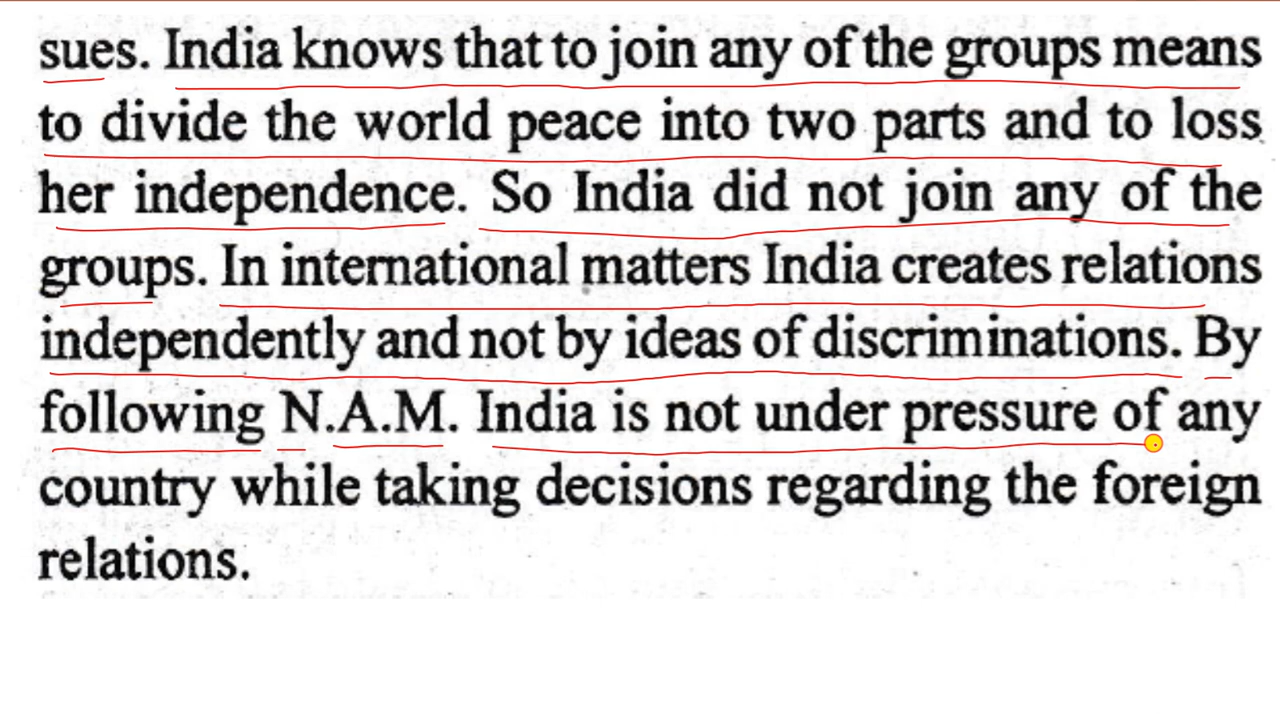 sues. India knows that to join any of the groups means
to divide the world peace into two parts and to loss
her independence. So India did not join any of the
groups. In international matters India creates relations
independently and not by ideas of discriminations. By
following N.A.M. India is not under pressure of any
country while taking decisions regarding the foreign
relations.